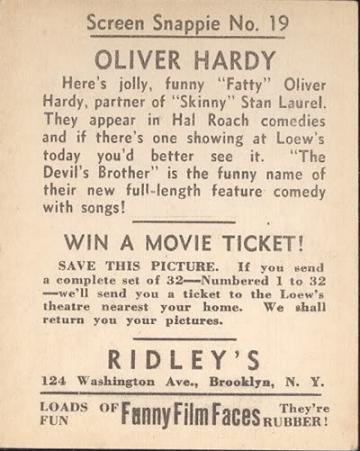 Screen Snappie No. 19
OLIVER HARDY
Here's jolly, funny "Fatty" Oliver
Hardy, partner of "Skinny" Stan Laurel.
They appear in Hal Roach comedies
and if there's one showing at Loew's
today you'd better see it. "The
Devil's Brother" is the funny name of
their new full-length feature comedy
with songs!
WIN A MOVIE TICKET!
SAVE THIS PICTURE. If you send
a complete set of 32—Numbered 1 to 32
—we'll send you a ticket to the Loew's
theatre nearest your home. We shall
return you your pictures.
RIDLEY'S
124 Washington Ave., Brooklyn, N. Y.
LOADS OF FUN Funny Film Faces They're RUBBER!